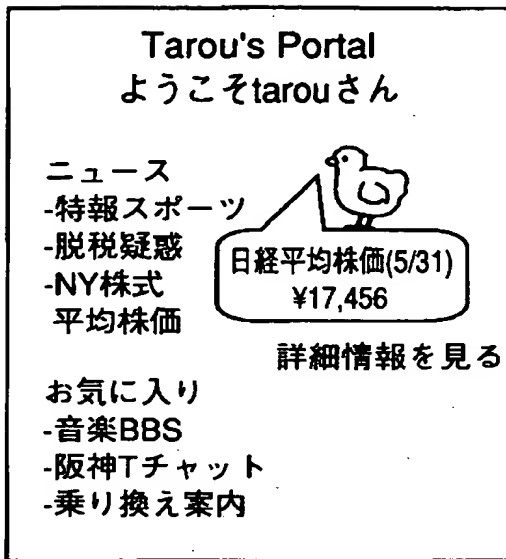 Tarou's Portal
ようこそtarouさん
ニュース
-特報スポーツ
-脱税疑惑
-NY株式
平均株価
日経平均株価(5/31)
¥17,456
詳細情報を見る
お気に入り
-音楽BBS
-阪神Tチャット
-乗り換え案内